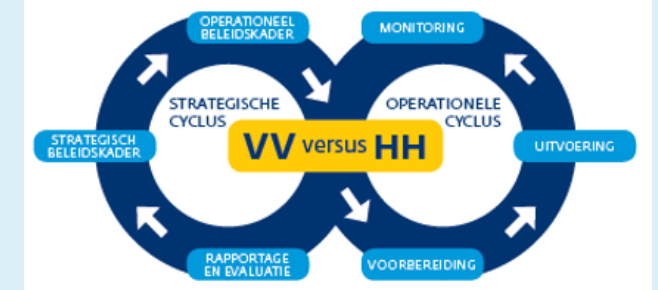 OPERATIONEEL
BELEIDSKADER
MONITORING
STRATEGISCHE
CYCLUS
OPERATIONELE
CYCLUS
STRATEGISCH
BELEIDSKADER
VV versus HH
UITVOERING
RAPPORTAGE
EN EVALUATIE
VOORBEREIDING